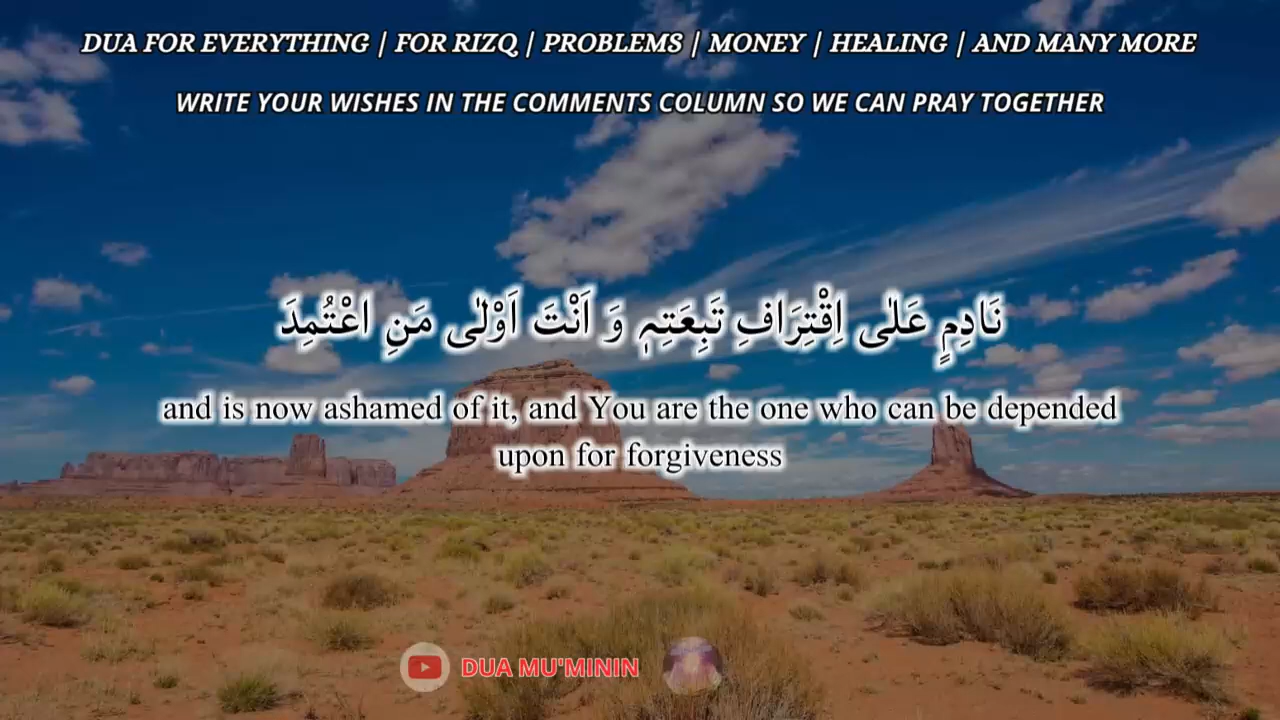 DUA FOR EVERYTHING | FOR RIZQ | PROBLEMS | MONEY | HEALING | AND MANY MORE
WRITE YOUR WISHES IN THE COMMENTS COLUMN SO WE CAN PRAY TOGETHER
نَادِمٍ عَلٰى اِقْتِرَافِ تَبِعَتِہٖ وَ اَنْتَ اَوْلٰى مَنِ اعْتُمِدَ
and is now ashamed of it, and You are the one who can be depended
upon for forgiveness
DUA MU'MININ